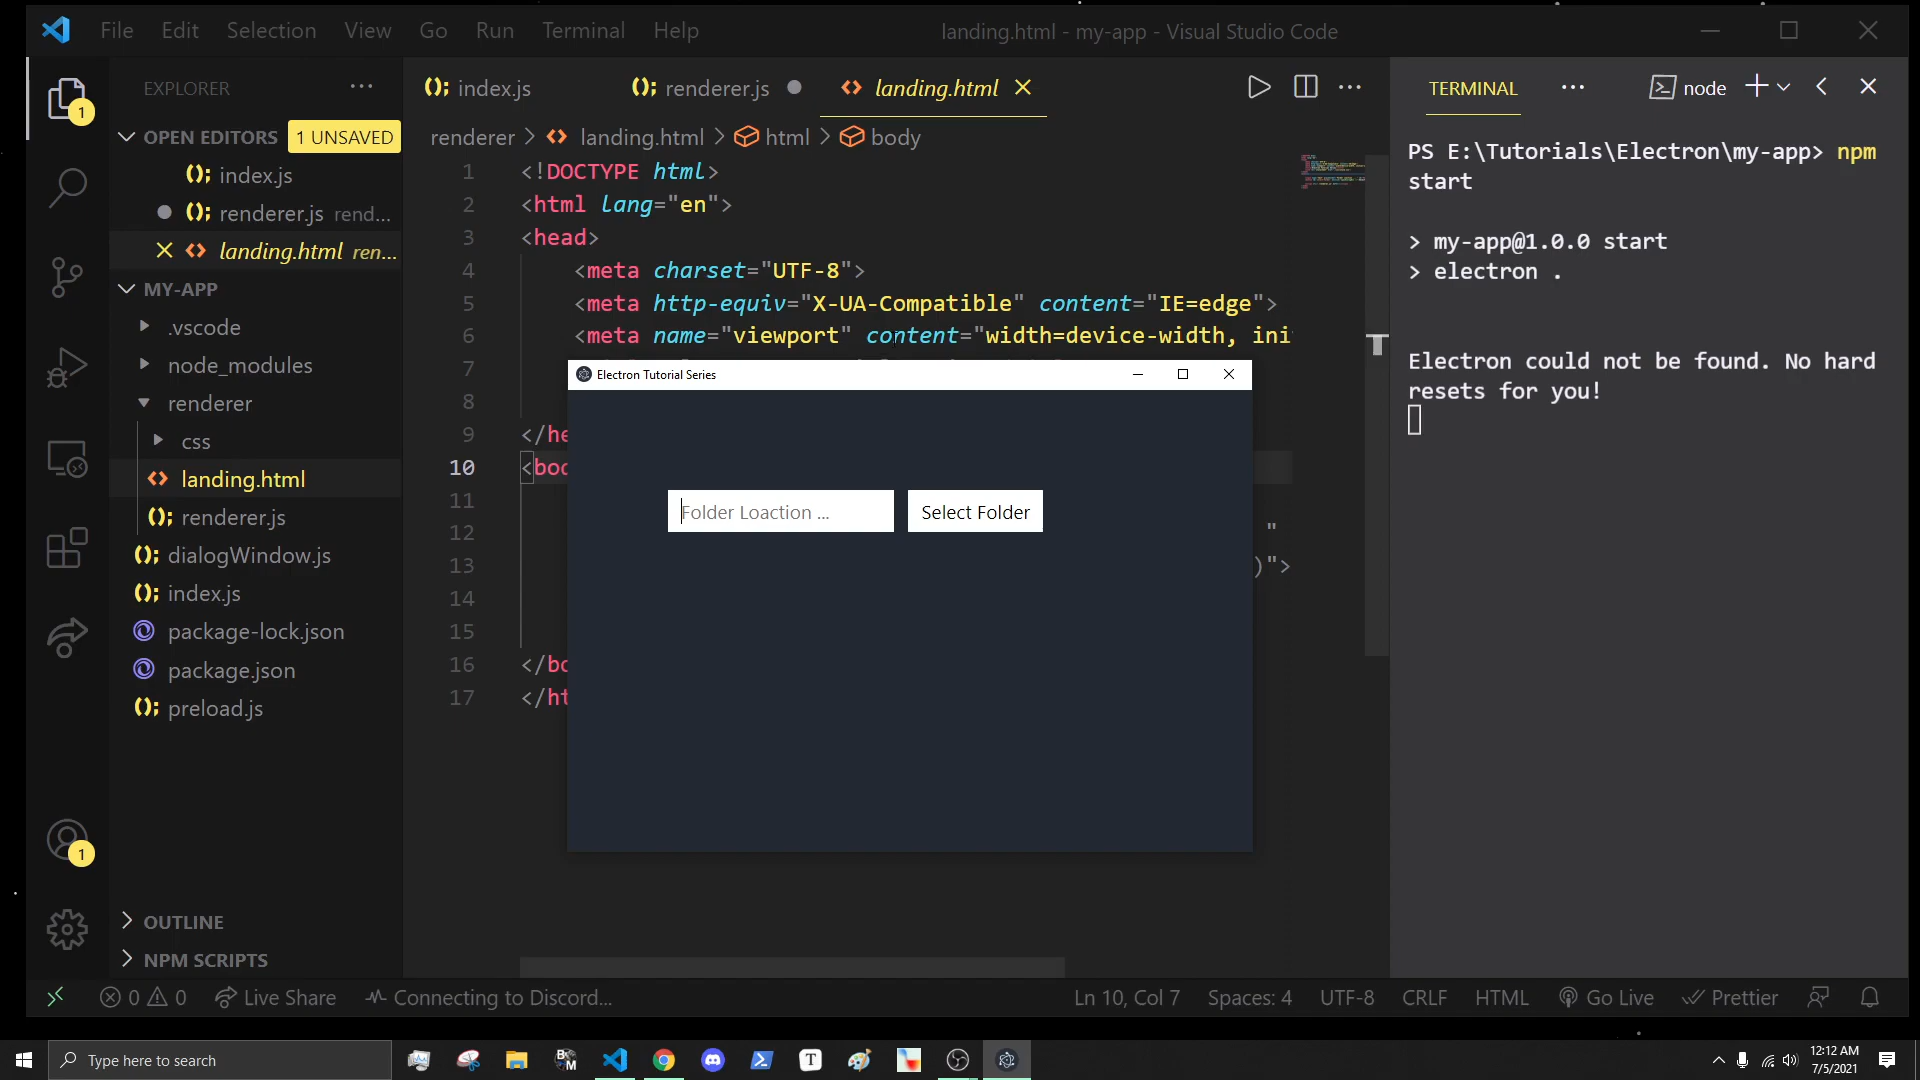 File Edit Selection View Go Run Terminal Help
landing.html - my-app - Visual Studio Code
EXPLORER
index.js
renderer.js
landing.html
TERMINAL
node
1
OPEN EDITORS
1 UNSAVED
index.js
renderer.js rend...
landing.html ren...
MY-APP
.vscode
node_modules
renderer
css
landing.html
renderer.js
dialogWindow.js
index.js
package-lock.json
package.json
preload.js
1
OUTLINE
NPM SCRIPTS
renderer > landing.html > html > body
1 <!DOCTYPE html>
2 <html lang="en">
3 <head>
4 <meta charset="UTF-8">
5 <meta http-equiv="X-UA-Compatible" content="IE=edge">
6 <meta name="viewport" content="width=device-width, ini
7
8
9 </he
10 <bod
11
12 "
13 )">
14
15
16 </bo
17 </ht
Electron Tutorial Series
Folder Loaction ...
Select Folder
PS E:\Tutorials\Electron\my-app> npm
start
> my-app@1.0.0 start
> electron .
Electron could not be found. No hard
resets for you!
0 0 Live Share Connecting to Discord...
Ln 10, Col 7 Spaces: 4 UTF-8 CRLF HTML Go Live Prettier
Type here to search
12:12 AM
7/5/2021